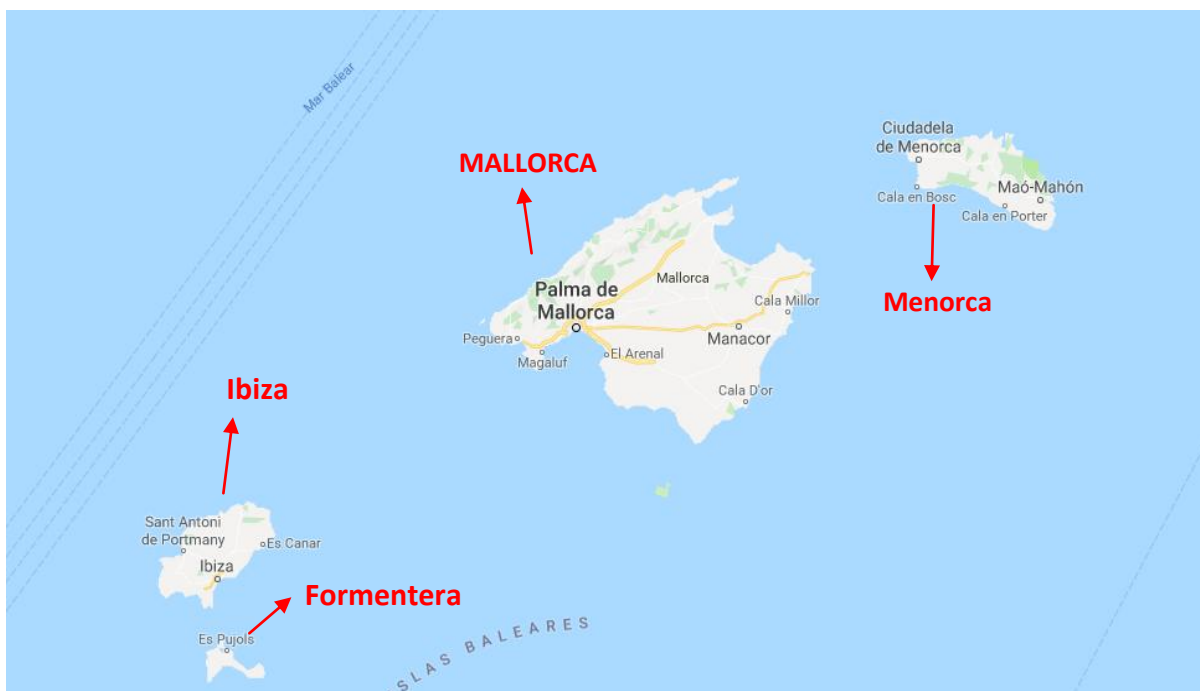 Mar Balear
MALLORCA
Ciudadela
de Menorca
Maó-Mahón
Cala en Bosc
Cala en Porter
Menorca
Mallorca
Palma de
Mallorca
Cala Millor
Peguera
Magaluf
El Arenal
Manacor
Cala D'or
Ibiza
Sant Antoni
de Portmany
Es Canar
Ibiza
Formentera
Es Pujols
SLAS BALEARES